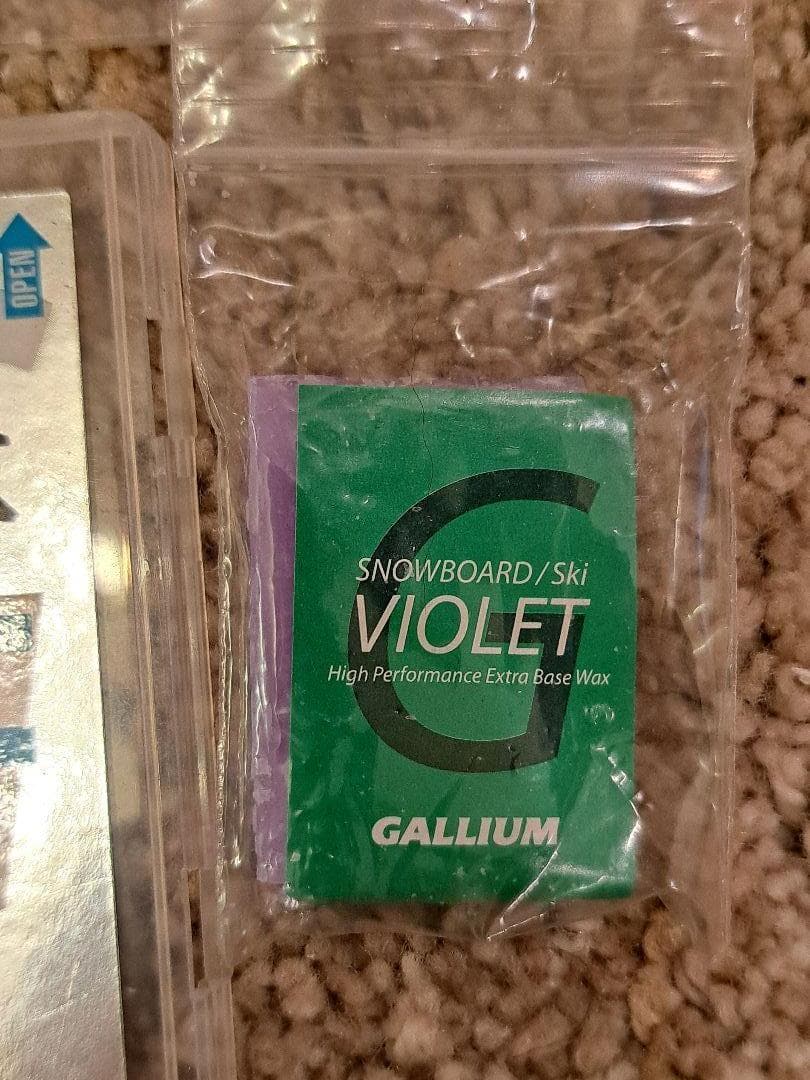 OPEN
SNOWBOARD / Ski
VIOLET
High Performance Extra Base Wax
G
GALLIUM